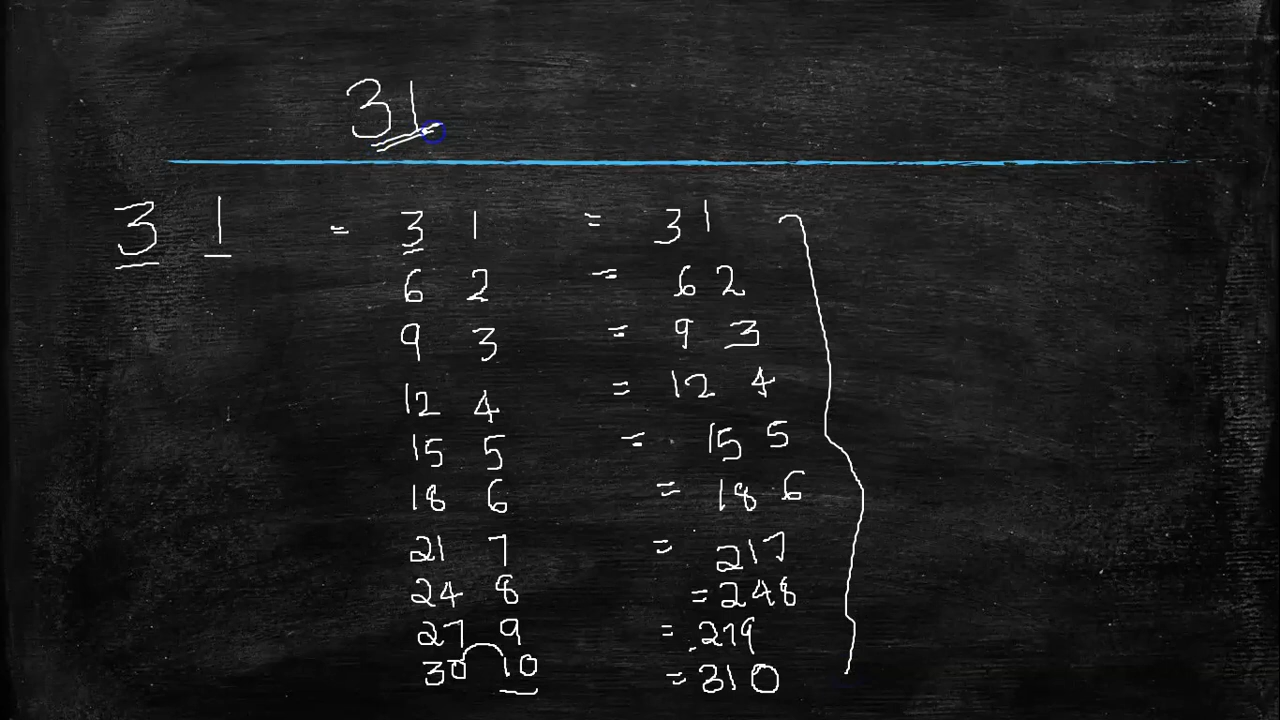 31
3 1 = 3 1 = 31
6 2 = 62
9 3 = 93
12 4 = 124
15 5 = 155
18 6 = 186
21 7 = 217
24 8 = 248
27 9 = 279
30 10 = 310